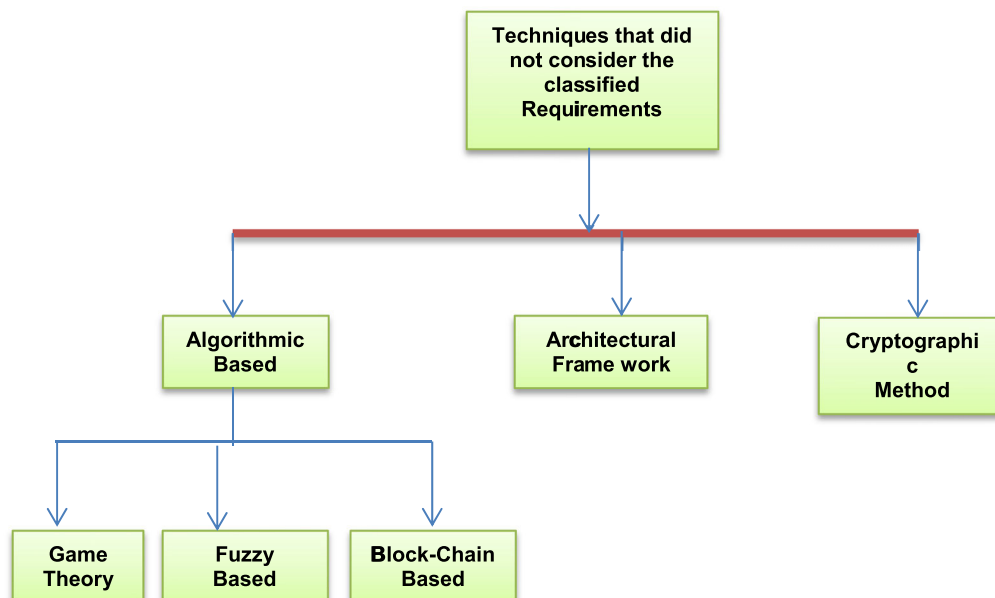 Techniques that did
not consider the
classified
Requirements
Algorithmic
Based
Architectural
Frame work
Cryptographi
c
Method
Game
Theory
Fuzzy
Based
Block-Chain
Based